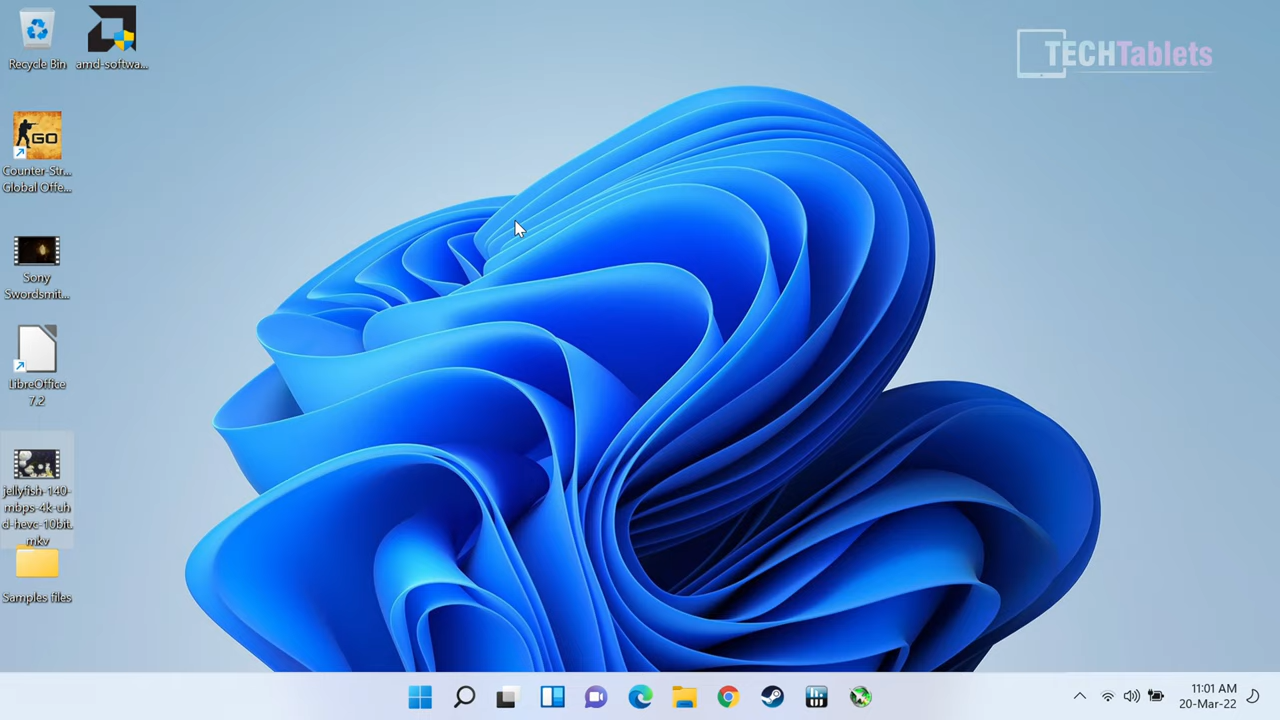 Recycle Bin
amd-softwa...
TECHTablets
GO
Counter-Str...
Global Offe...
Sony
Swordsmit...
LibreOffice
7.2
jellyfish-140-
mbps-4k-uh
d-hevc-10bit.
mkv
Samples files
11:01 AM
20-Mar-22